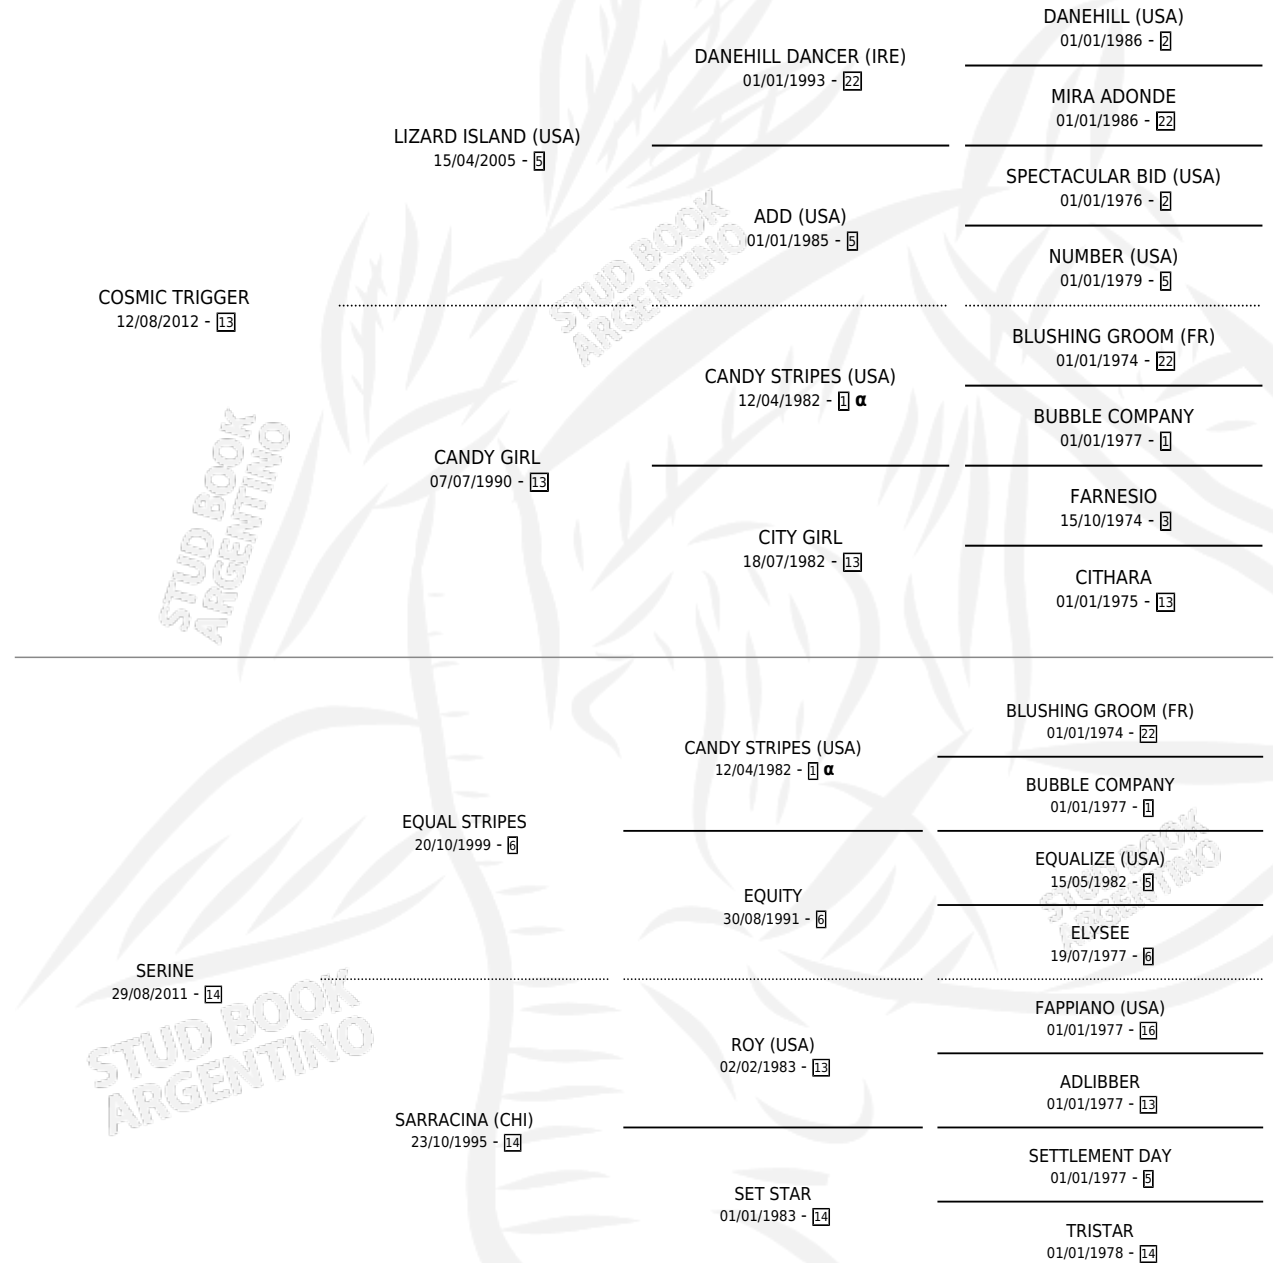 DANEHILL (USA)
01/01/1986 - 2
DANEHILL DANCER (IRE)
01/01/1993 - 22
MIRA ADONDE
01/01/1986 - 22
LIZARD ISLAND (USA)
15/04/2005 - 5
SPECTACULAR BID (USA)
01/01/1976 - 2
ADD (USA)
01/01/1985 - 5
NUMBER (USA)
01/01/1979 - 5
COSMIC TRIGGER
12/08/2012 - 13
BLUSHING GROOM (FR)
01/01/1974 - 22
CANDY STRIPES (USA)
12/04/1982 - 1 α
BUBBLE COMPANY
01/01/1977 - 1
CANDY GIRL
07/07/1990 - 13
FARNESIO
15/10/1974 - 3
CITY GIRL
18/07/1982 - 13
CITHARA
01/01/1975 - 13
STUD BOOK
ARGENTINO
STUD BOOK
ARGENTINO
BLUSHING GROOM (FR)
01/01/1974 - 22
CANDY STRIPES (USA)
12/04/1982 - 1 α
BUBBLE COMPANY
01/01/1977 - 1
EQUAL STRIPES
20/10/1999 - 6
EQUALIZE (USA)
15/05/1982 - 5
EQUITY
30/08/1991 - 6
ELYSEE
19/07/1977 - 6
SERINE
29/08/2011 - 14
FAPPIANO (USA)
01/01/1977 - 16
ROY (USA)
02/02/1983 - 13
ADLIBBER
01/01/1977 - 13
SARRACINA (CHI)
23/10/1995 - 14
SETTLEMENT DAY
01/01/1977 - 5
SET STAR
01/01/1983 - 14
TRISTAR
01/01/1978 - 14
STUD BOOK
ARGENTINO
STUD BOOK
ARGENTINO